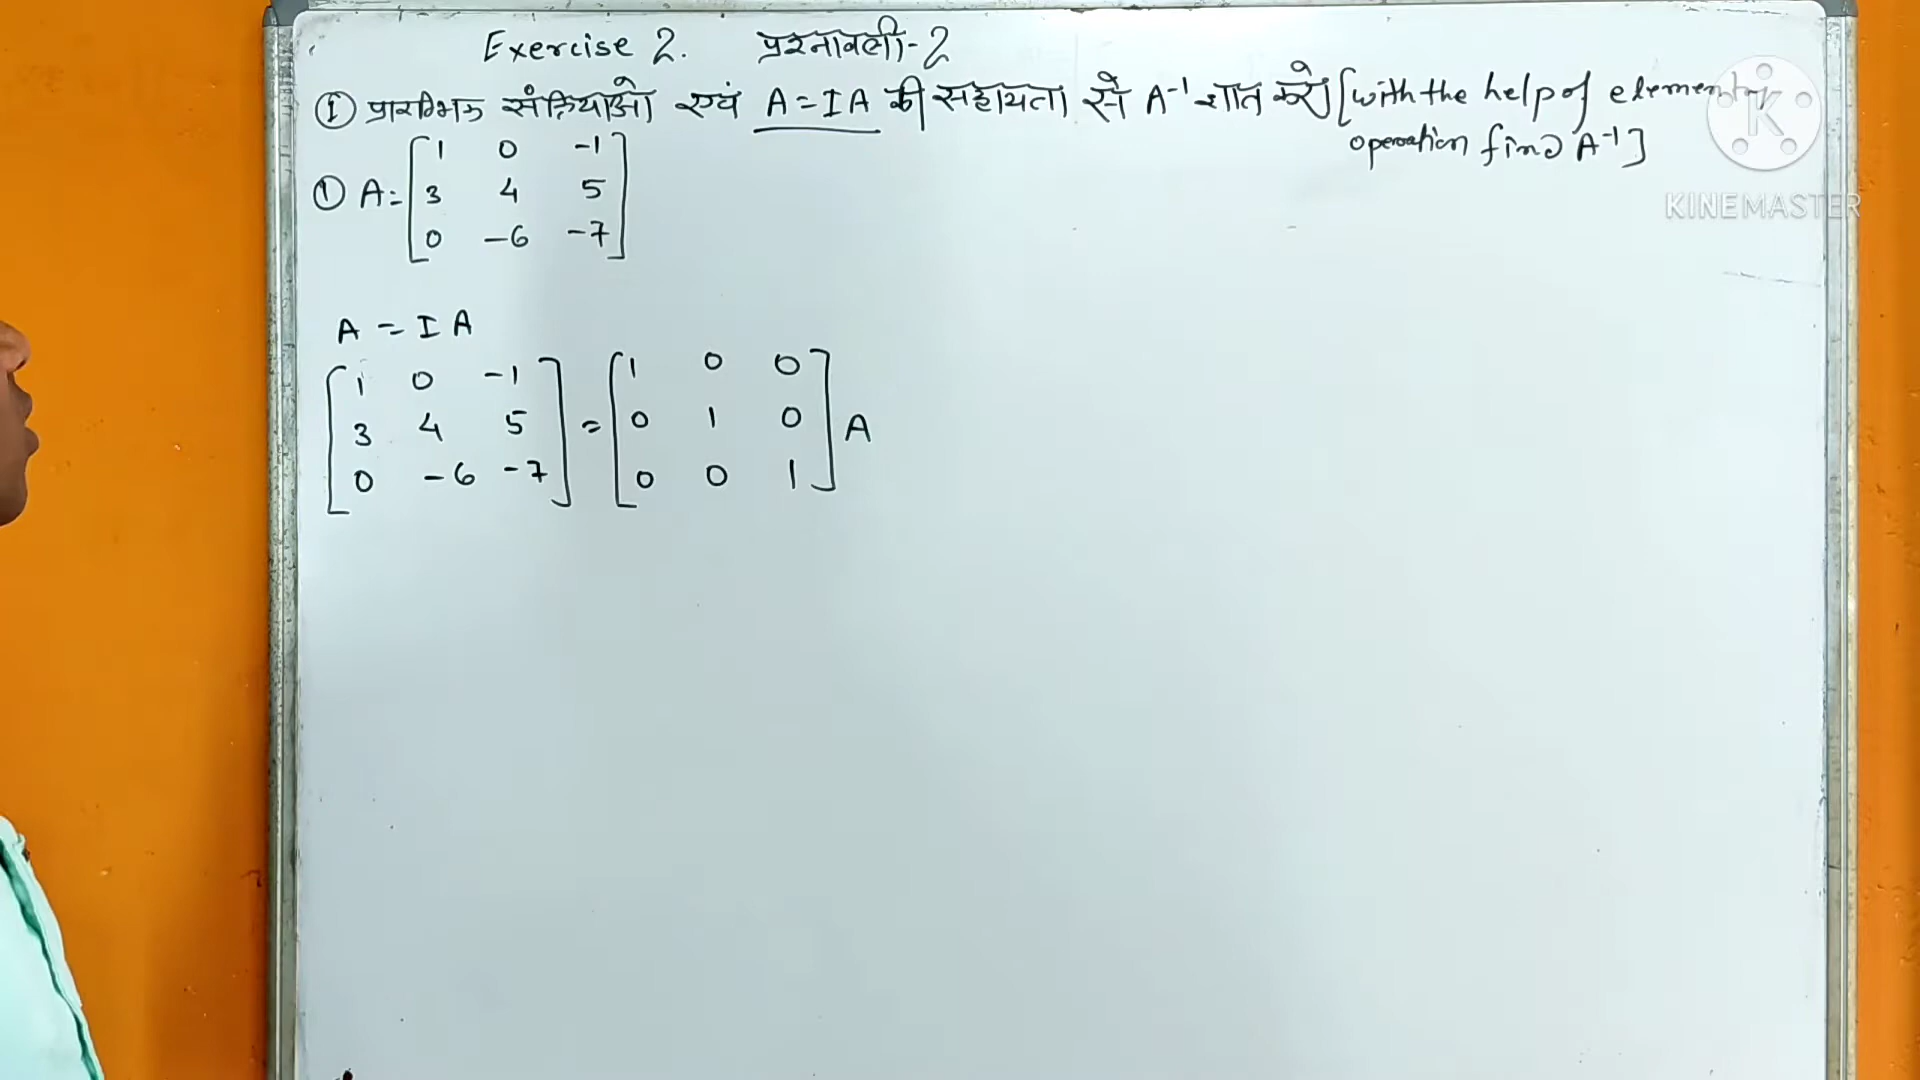 Exercise 2. प्रश्नावली-2
Ⓘ प्रारम्भिक संक्रियाओं एवं A = IA की सहायता से A⁻¹ ज्ञात करें [with the help of elementry
operation find A⁻¹]
① A = [1 0 -1
3 4 5
0 -6 -7]
A = I A
[1 0 -1 = [1 0 0
3 4 5 0 1 0 A
0 -6 -7] 0 0 1]
K
KINEMASTER